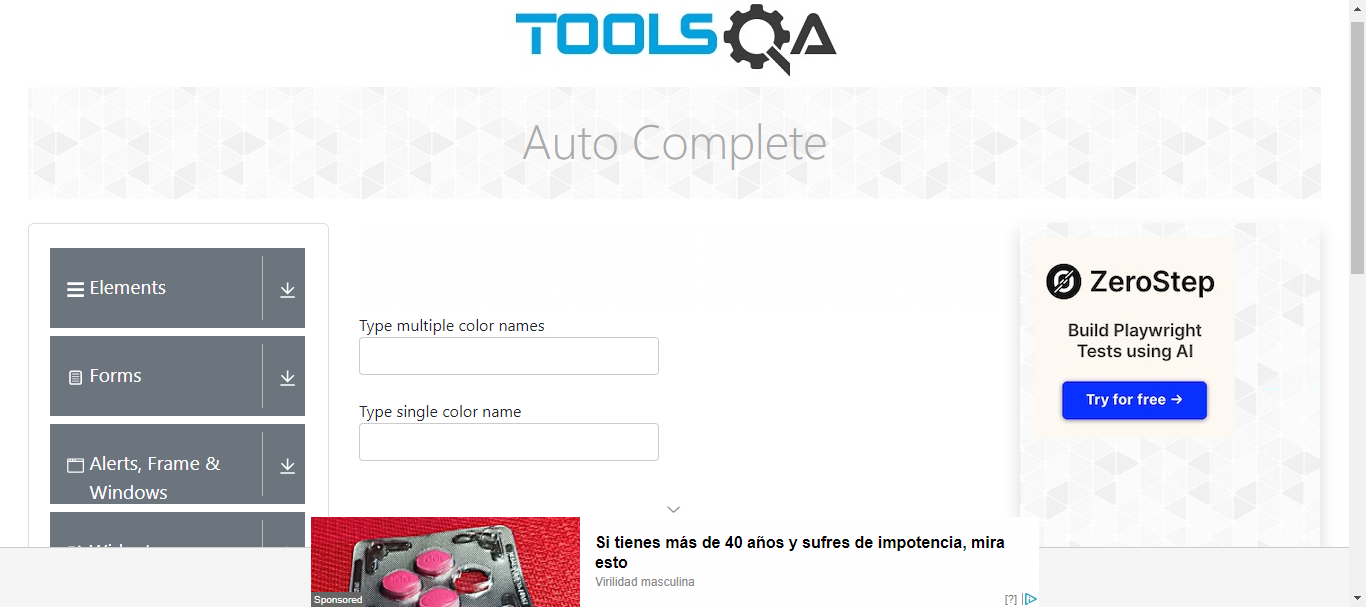 TOOLSQA
Auto Complete
Elements
Forms
Alerts, Frame &
Windows
Type multiple color names
Type single color name
ZeroStep
Build Playwright
Tests using AI
Try for free →
Si tienes más de 40 años y sufres de impotencia, mira
esto
Virilidad masculina
Sponsored
[?]